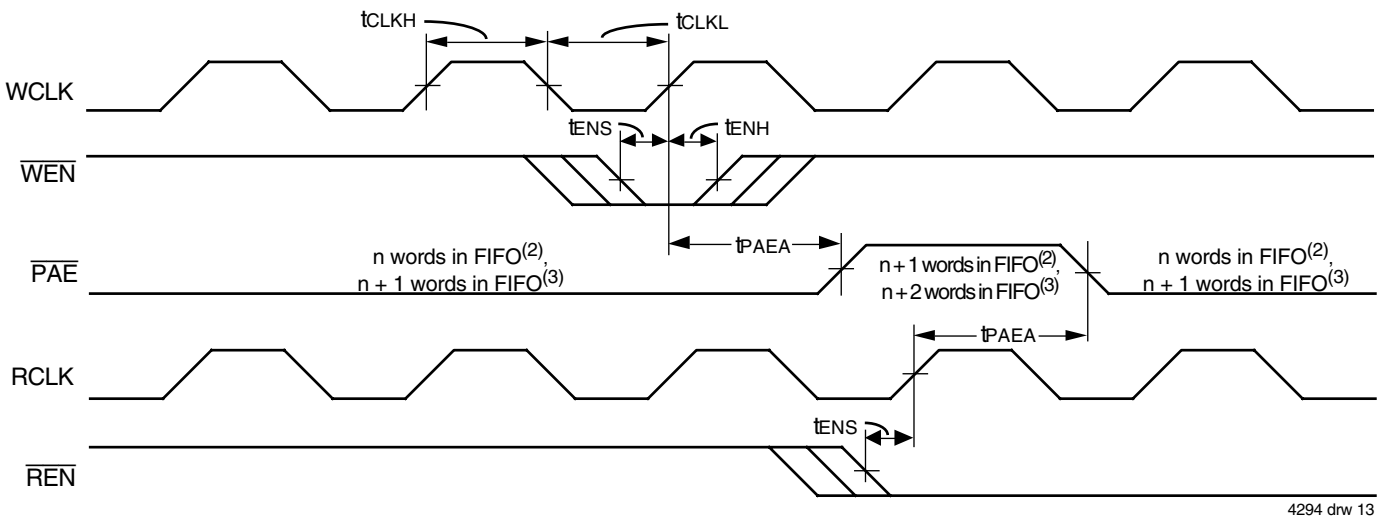 tCLKH
tCLKL
WCLK
tENS
tENH
WEN
tPAEA
PAE
n words in FIFO(2),
n + 1 words in FIFO(3)
n + 1 words in FIFO(2),
n + 2 words in FIFO(3)
n words in FIFO(2),
n + 1 words in FIFO(3)
tPAEA
RCLK
tENS
REN
4294 drw 13